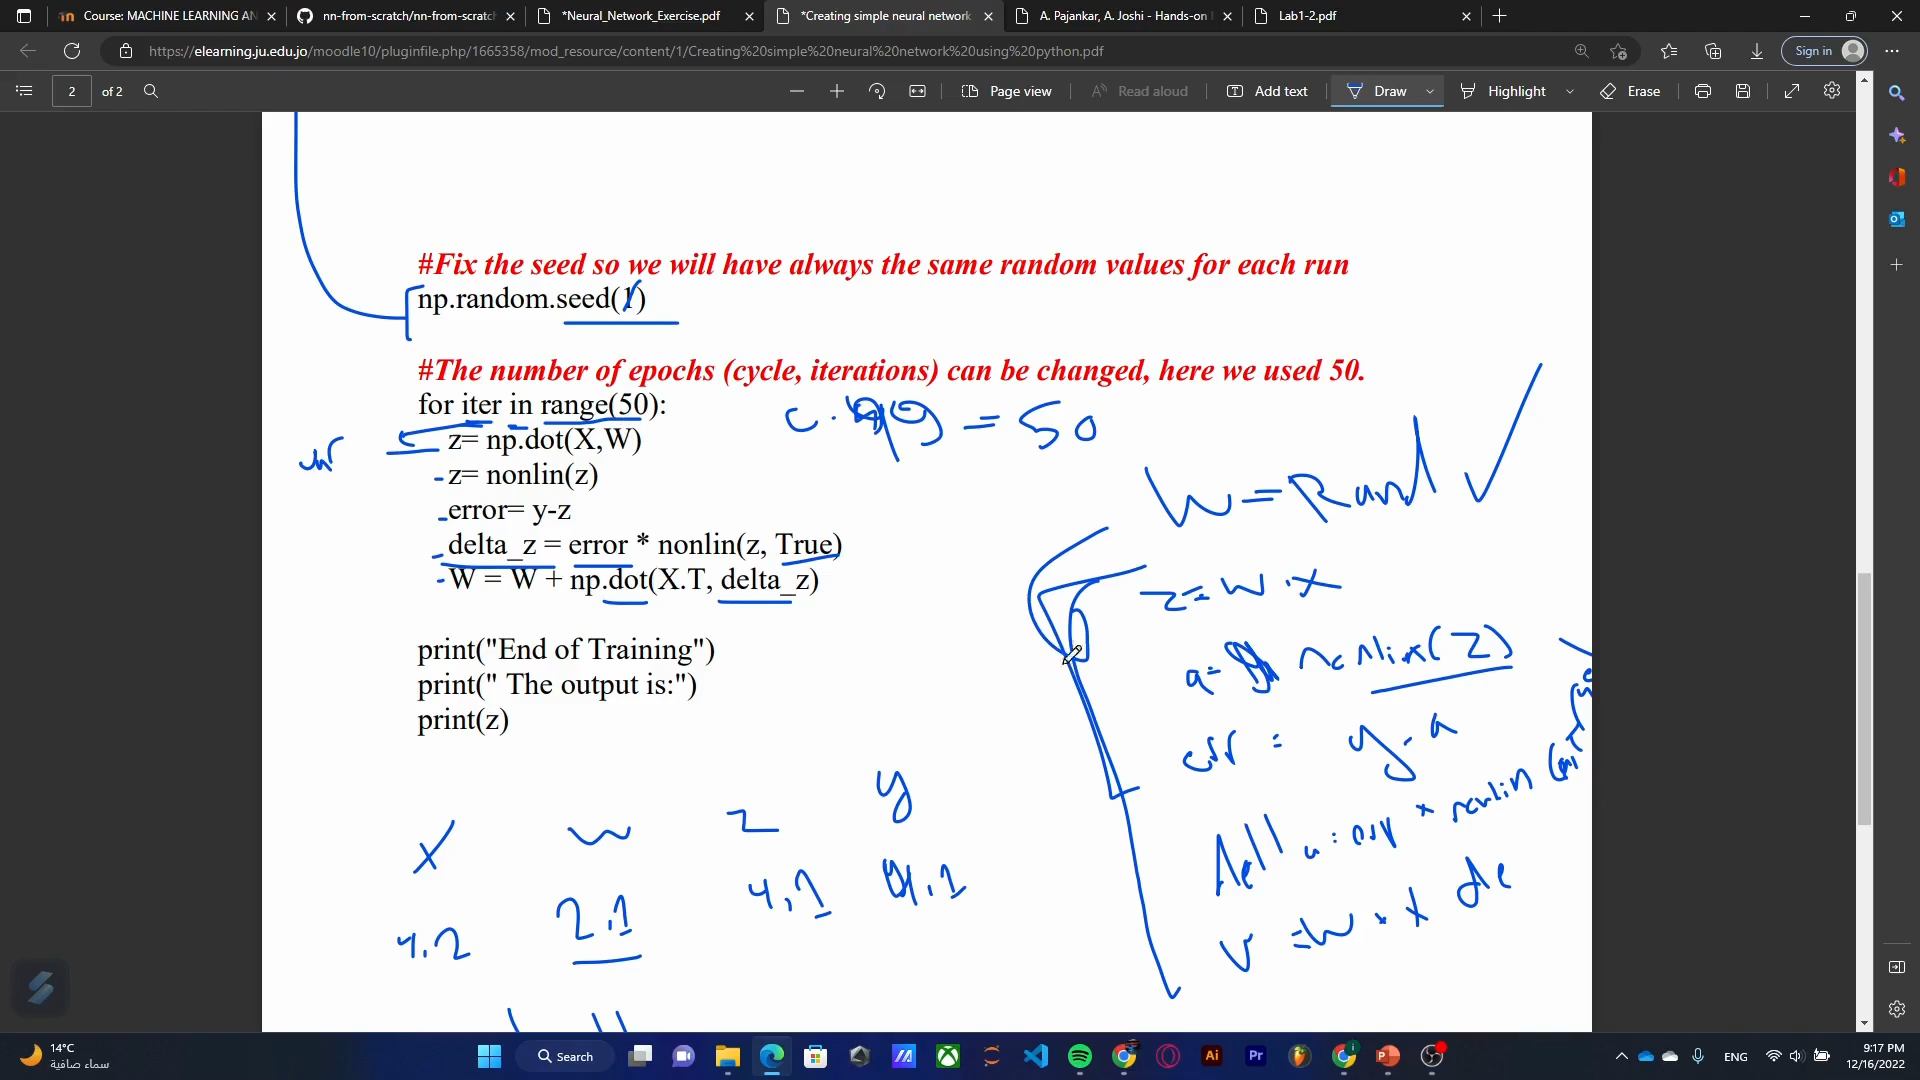 Course: MACHINE LEARNING AN
nn-from-scratch/nn-from-scratch
*Neural_Network_Exercise.pdf
*Creating simple neural network
A. Pajankar, A. Joshi - Hands-on
Lab1-2.pdf
https://elearning.ju.edu.jo/moodle10/pluginfile.php/1665358/mod_resource/content/1/Creating%20simple%20neural%20network%20using%20python.pdf
Sign in
2 of 2
Page view
Read aloud
Add text
Draw
Highlight
Erase
#Fix the seed so we will have always the same random values for each run
np.random.seed(1)
#The number of epochs (cycle, iterations) can be changed, here we used 50.
for iter in range(50):
= 50
z= np.dot(X,W)
z= nonlin(z)
W = Rand
error= y-z
delta_z = error * nonlin(z, True)
W = W + np.dot(X.T, delta_z)
z = W . X
print("End of Training")
a = nonlin(z)
print(" The output is:")
print(z)
err = y - a
x w z y
4.2 2.1 4.1 4.1
14°C
سماء صافية
Search
Ai
Pr
ENG
9:17 PM
12/16/2022